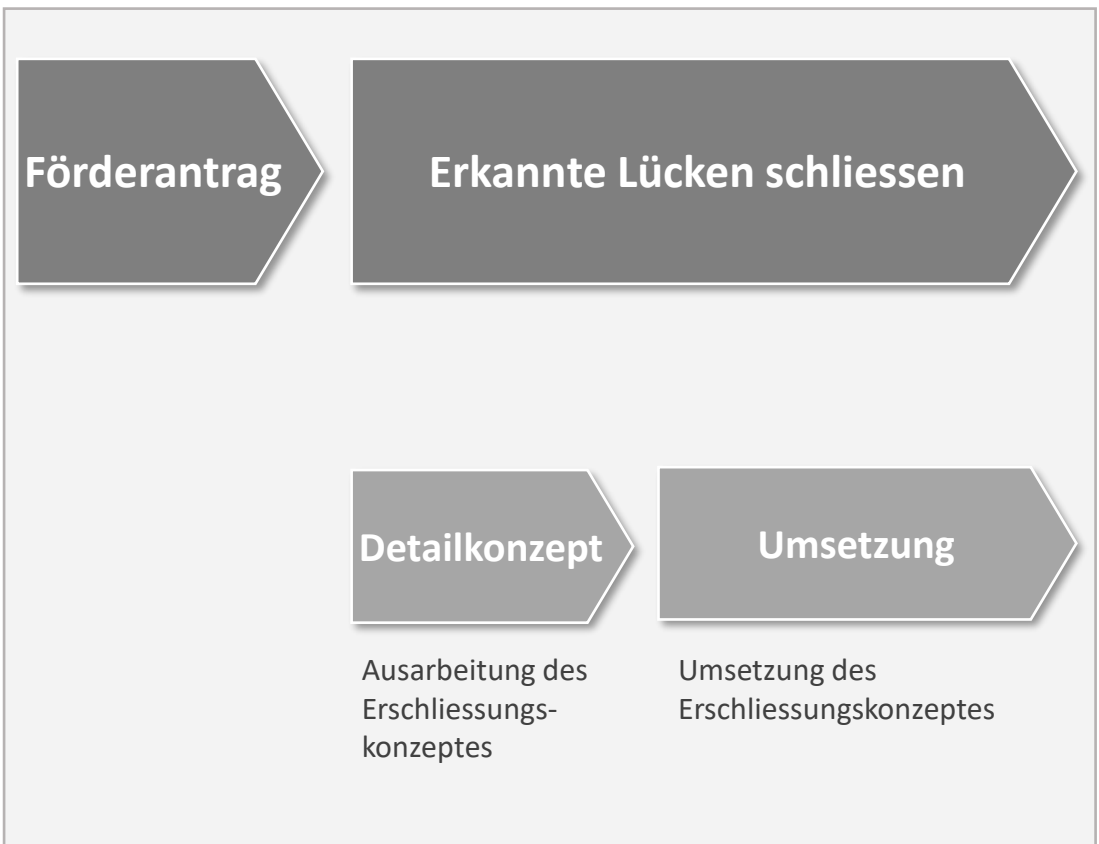 Förderantrag
Erkannte Lücken schliessen
Detailkonzept
Umsetzung
Ausarbeitung des
Erschliessungs-
konzeptes
Umsetzung des
Erschliessungskonzeptes